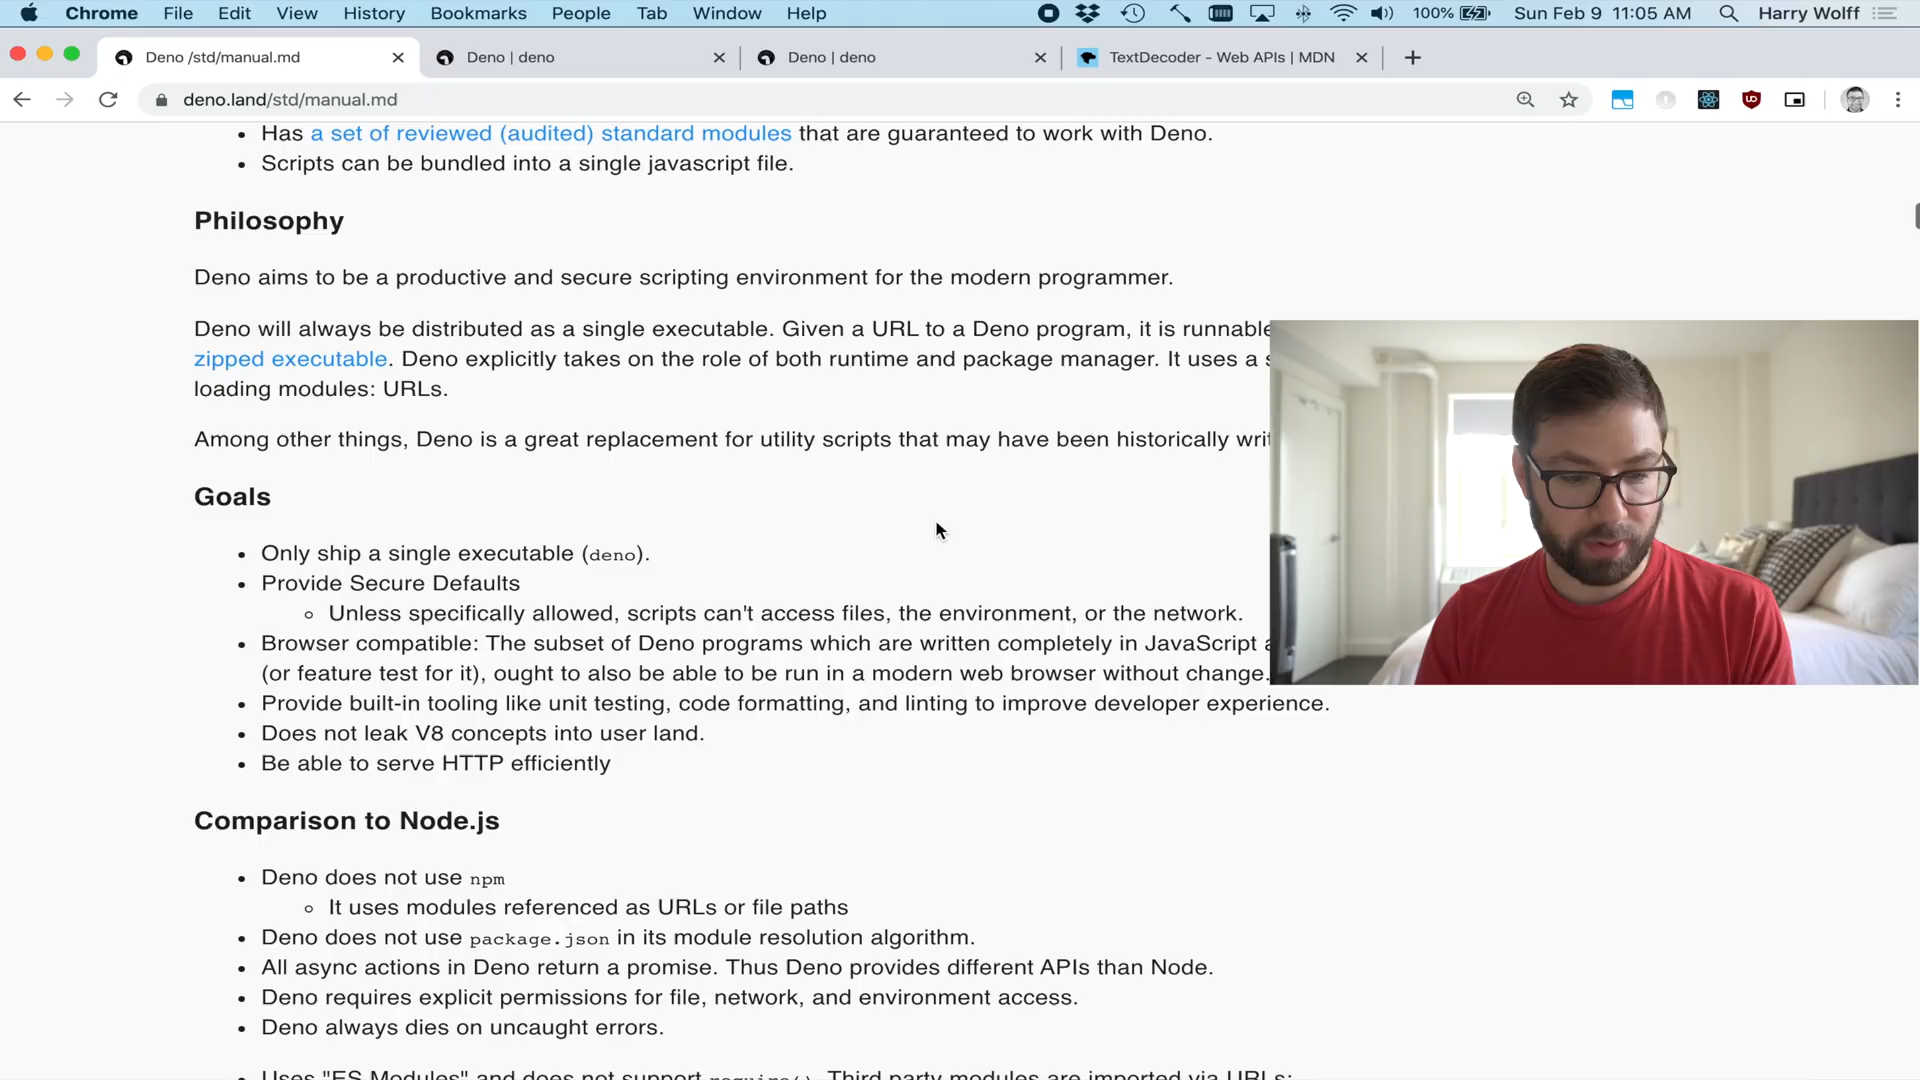 Chrome File Edit View History Bookmarks People Tab Window Help 100% Sun Feb 9 11:05 AM Harry Wolff
Deno /std/manual.md Deno | deno Deno | deno TextDecoder - Web APIs | MDN
deno.land/std/manual.md
• Has a set of reviewed (audited) standard modules that are guaranteed to work with Deno.
• Scripts can be bundled into a single javascript file.
Philosophy
Deno aims to be a productive and secure scripting environment for the modern programmer.
Deno will always be distributed as a single executable. Given a URL to a Deno program, it is runnable
zipped executable. Deno explicitly takes on the role of both runtime and package manager. It uses a
loading modules: URLs.
Among other things, Deno is a great replacement for utility scripts that may have been historically
Goals
• Only ship a single executable (deno).
• Provide Secure Defaults
◦ Unless specifically allowed, scripts can't access files, the environment, or the network.
• Browser compatible: The subset of Deno programs which are written completely in JavaScript
(or feature test for it), ought to also be able to be run in a modern web browser without change.
• Provide built-in tooling like unit testing, code formatting, and linting to improve developer experience.
• Does not leak V8 concepts into user land.
• Be able to serve HTTP efficiently
Comparison to Node.js
• Deno does not use npm
◦ It uses modules referenced as URLs or file paths
• Deno does not use package.json in its module resolution algorithm.
• All async actions in Deno return a promise. Thus Deno provides different APIs than Node.
• Deno requires explicit permissions for file, network, and environment access.
• Deno always dies on uncaught errors.
• Uses "ES Modules" and does not support require(). Third party modules are imported via URLs: